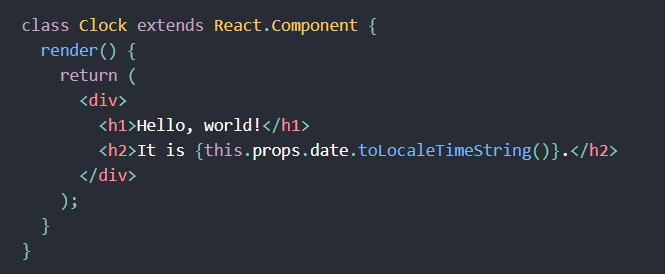 class Clock extends React.Component {
  render() {
    return (
      <div>
        <h1>Hello, world!</h1>
        <h2>It is {this.props.date.toLocaleTimeString()}.</h2>
      </div>
    );
  }
}